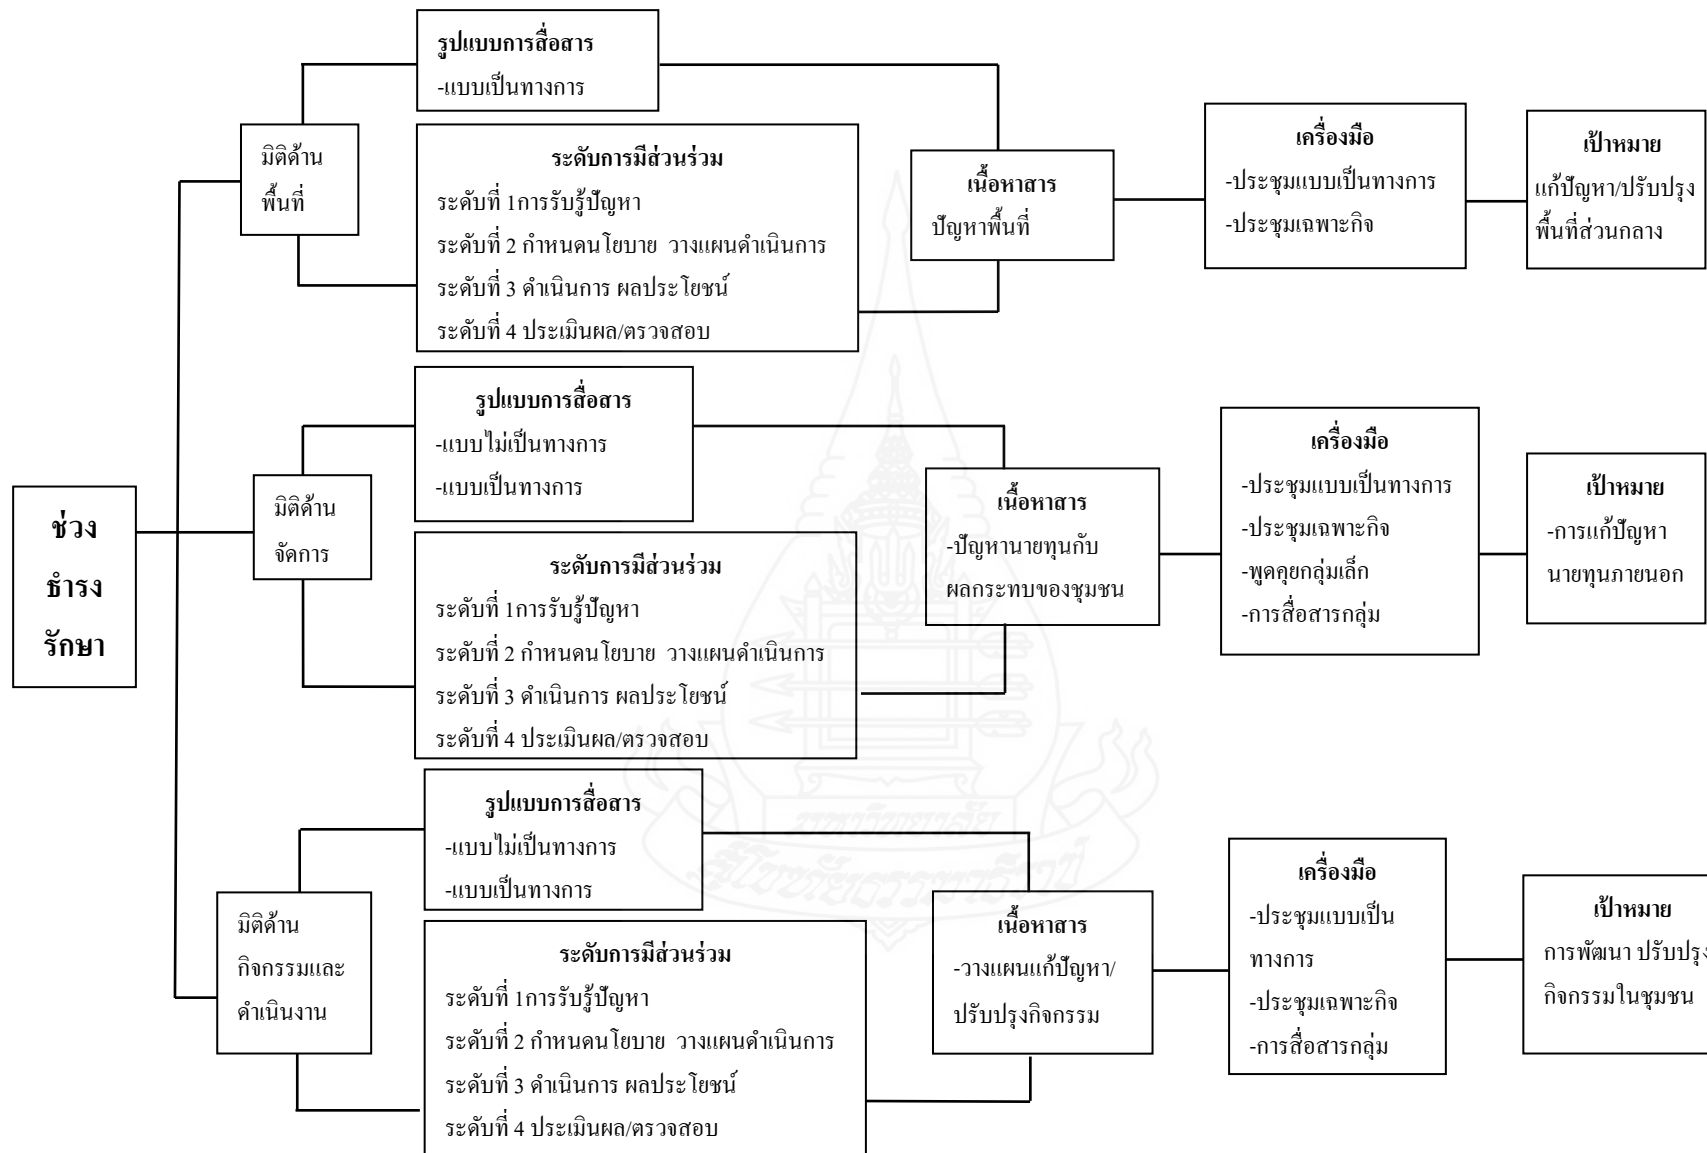 ช่วง
ธำรง
รักษา
มิติด้าน
พื้นที่
รูปแบบการสื่อสาร
-แบบเป็นทางการ
ระดับการมีส่วนร่วม
ระดับที่ 1การรับรู้ปัญหา
ระดับที่ 2 กำหนดนโยบาย วางแผนดำเนินการ
ระดับที่ 3 ดำเนินการ ผลประโยชน์
ระดับที่ 4 ประเมินผล/ตรวจสอบ
เนื้อหาสาร
ปัญหาพื้นที่
เครื่องมือ
-ประชุมแบบเป็นทางการ
-ประชุมเฉพาะกิจ
เป้าหมาย
แก้ปัญหา/ปรับปรุง
พื้นที่ส่วนกลาง
มิติด้าน
จัดการ
รูปแบบการสื่อสาร
-แบบไม่เป็นทางการ
-แบบเป็นทางการ
ระดับการมีส่วนร่วม
ระดับที่ 1การรับรู้ปัญหา
ระดับที่ 2 กำหนดนโยบาย วางแผนดำเนินการ
ระดับที่ 3 ดำเนินการ ผลประโยชน์
ระดับที่ 4 ประเมินผล/ตรวจสอบ
เนื้อหาสาร
-ปัญหานายทุนกับ
ผลกระทบของชุมชน
เครื่องมือ
-ประชุมแบบเป็นทางการ
-ประชุมเฉพาะกิจ
-พูดคุยกลุ่มเล็ก
-การสื่อสารกลุ่ม
เป้าหมาย
-การแก้ปัญหา
นายทุนภายนอก
มิติด้าน
กิจกรรมและ
ดำเนินงาน
รูปแบบการสื่อสาร
-แบบไม่เป็นทางการ
-แบบเป็นทางการ
ระดับการมีส่วนร่วม
ระดับที่ 1การรับรู้ปัญหา
ระดับที่ 2 กำหนดนโยบาย วางแผนดำเนินการ
ระดับที่ 3 ดำเนินการ ผลประโยชน์
ระดับที่ 4 ประเมินผล/ตรวจสอบ
เนื้อหาสาร
-วางแผนแก้ปัญหา/
ปรับปรุงกิจกรรม
เครื่องมือ
-ประชุมแบบเป็น
ทางการ
-ประชุมเฉพาะกิจ
-การสื่อสารกลุ่ม
เป้าหมาย
การพัฒนา ปรับปรุง
กิจกรรมในชุมชน
มหาวิทยาลัย
สุโขทัยธรรมาธิราช